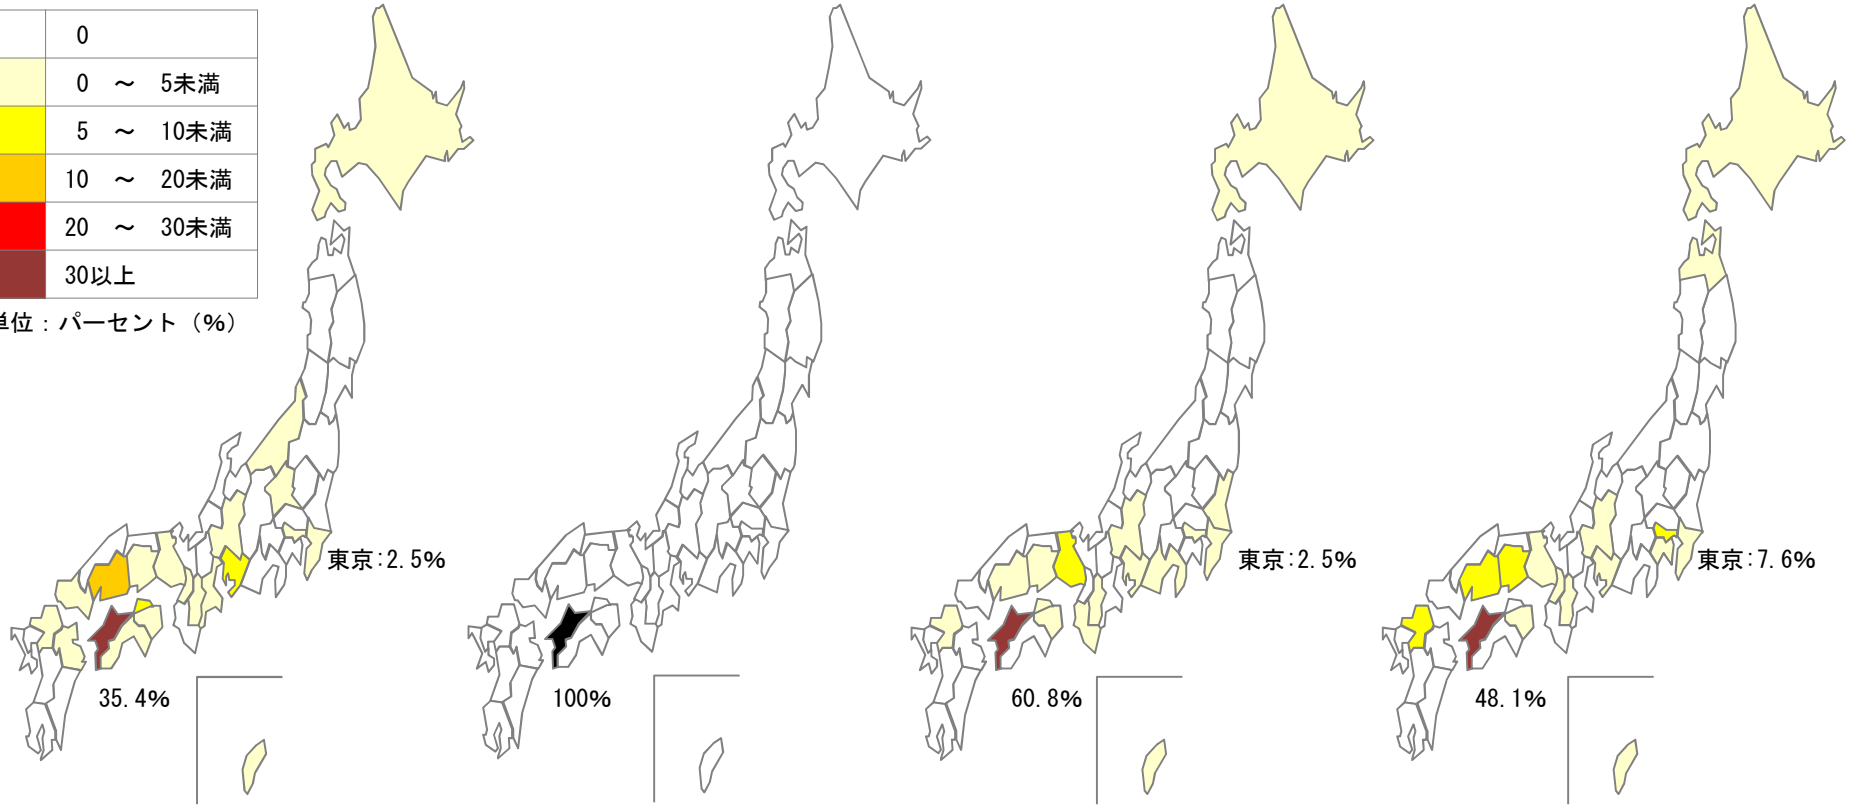 0
0 ～ 5未満
5 ～ 10未満
10 ～ 20未満
20 ～ 30未満
30以上
単位：パーセント（%）
東京:2.5%
35.4%
100%
東京:2.5%
60.8%
東京:7.6%
48.1%